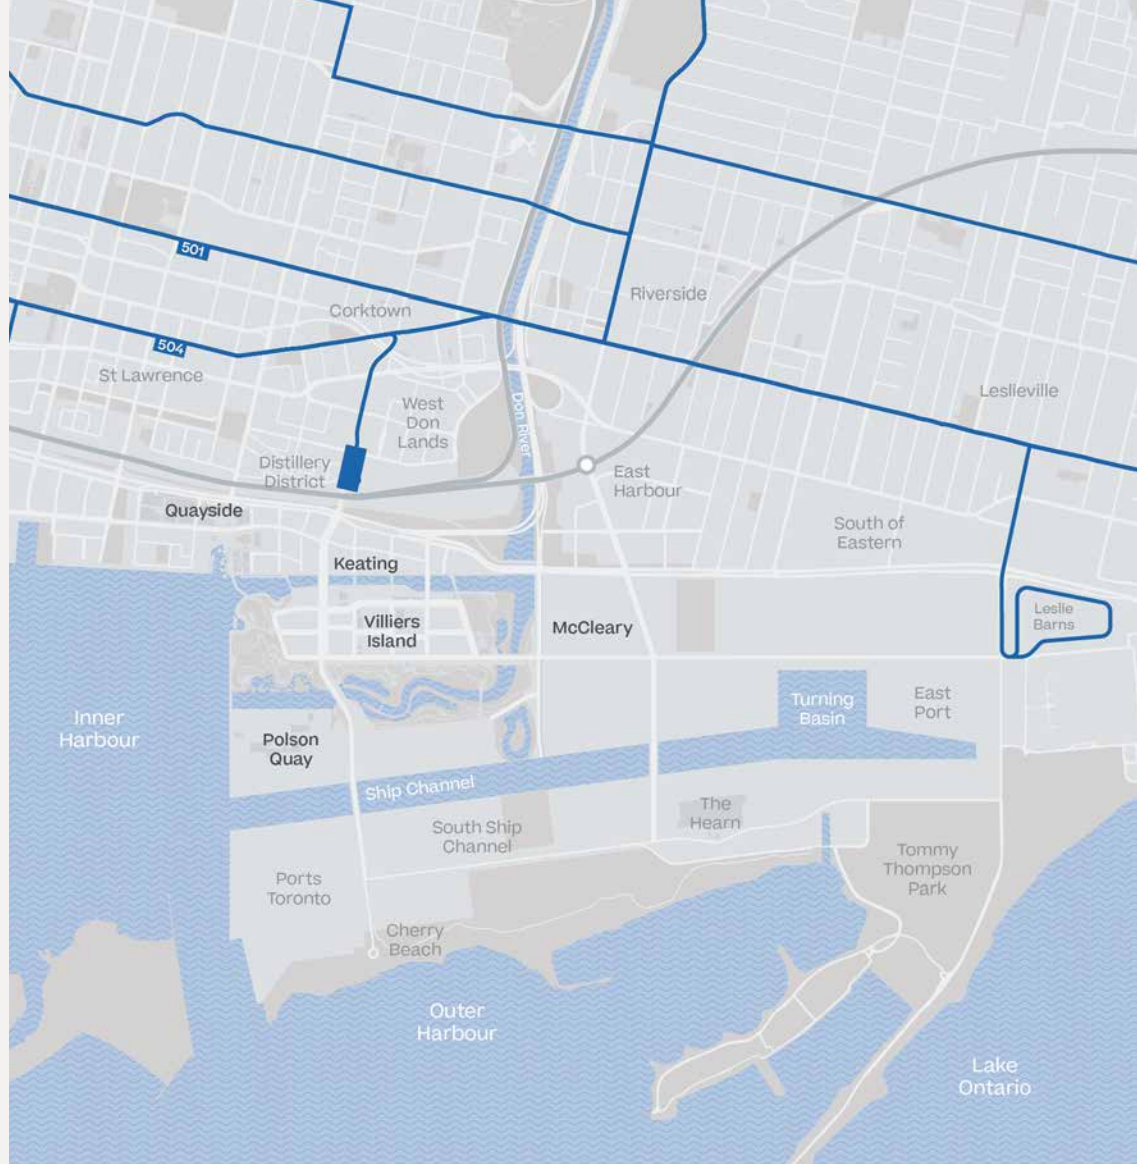 501
Riverside
Corktown
504
St Lawrence
Leslieville
West
Don
Lands
Don River
Distillery
District
East
Harbour
Quayside
South of
Eastern
Keating
Villiers
Island
McCleary
Leslie
Barns
Inner
Harbour
Turning
Basin
East
Port
Polson
Quay
Ship Channel
South Ship
Channel
The
Hearn
Ports
Toronto
Tommy
Thompson
Park
Cherry
Beach
Outer
Harbour
Lake
Ontario